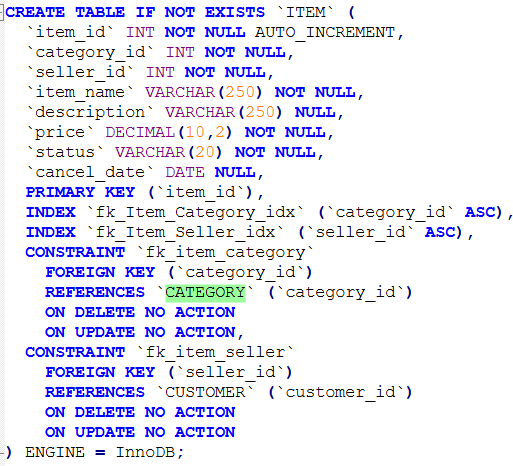 CREATE TABLE IF NOT EXISTS `ITEM` (
`item_id` INT NOT NULL AUTO_INCREMENT,
`category_id` INT NOT NULL,
`seller_id` INT NOT NULL,
`item_name` VARCHAR(250) NOT NULL,
`description` VARCHAR(250) NULL,
`price` DECIMAL(10,2) NOT NULL,
`status` VARCHAR(20) NOT NULL,
`cancel_date` DATE NULL,
PRIMARY KEY (`item_id`),
INDEX `fk_Item_Category_idx` (`category_id` ASC),
INDEX `fk_Item_Seller_idx` (`seller_id` ASC),
CONSTRAINT `fk_item_category`
FOREIGN KEY (`category_id`)
REFERENCES `CATEGORY` (`category_id`)
ON DELETE NO ACTION
ON UPDATE NO ACTION,
CONSTRAINT `fk_item_seller`
FOREIGN KEY (`seller_id`)
REFERENCES `CUSTOMER` (`customer_id`)
ON DELETE NO ACTION
ON UPDATE NO ACTION
) ENGINE = InnoDB;